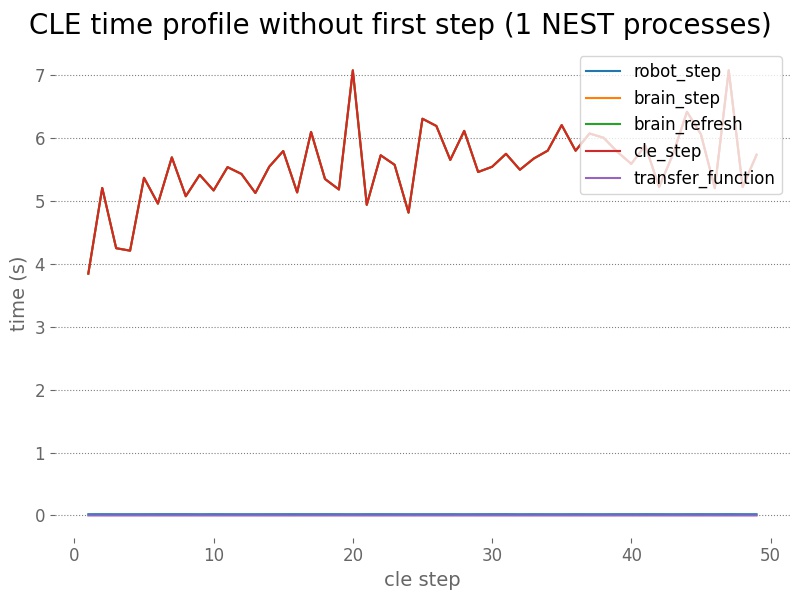 CLE time profile without first step (1 NEST processes)
robot_step
brain_step
brain_refresh
cle_step
transfer_function
7
6
5
4
3
2
1
0
time (s)
0 10 20 30 40 50
cle step